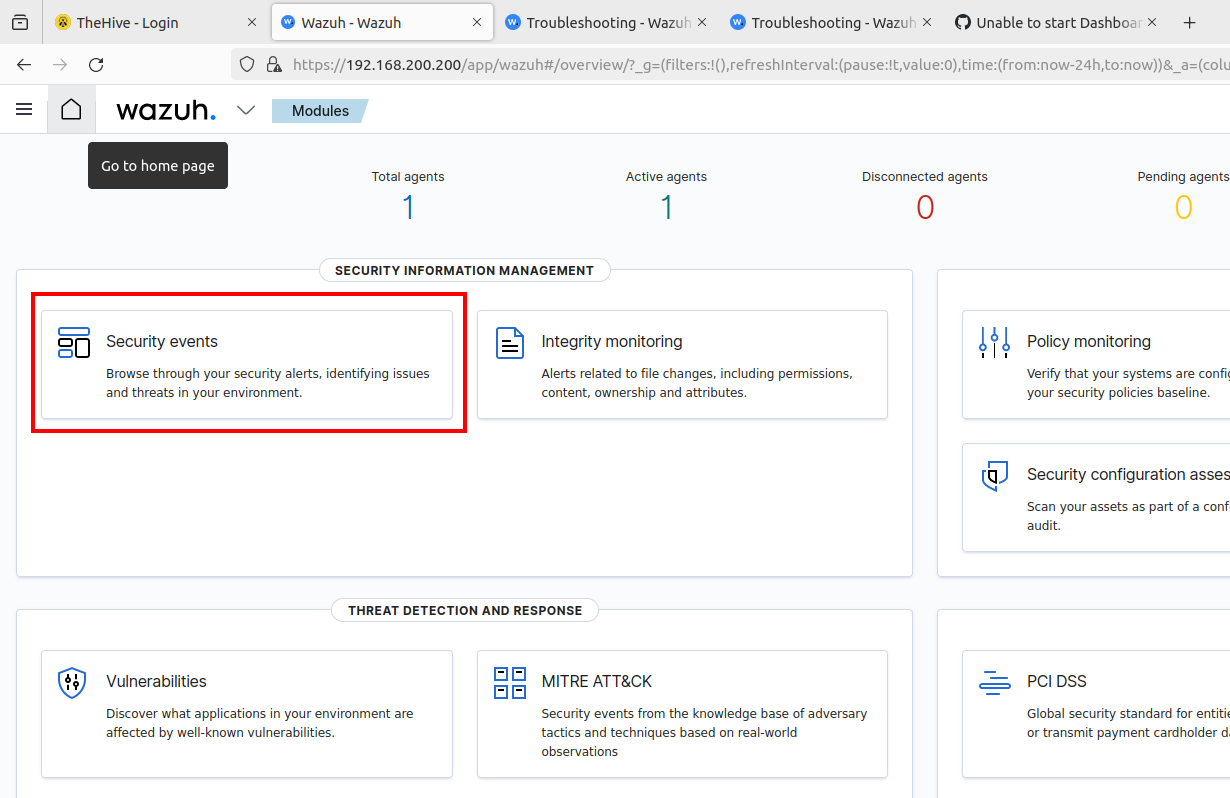 TheHive - Login
Wazuh - Wazuh
Troubleshooting - Wazuh
Troubleshooting - Wazuh
Unable to start Dashboar
https://192.168.200.200/app/wazuh#/overview/?_g=(filters:!(),refreshInterval:(pause:!t,value:0),time:(from:now-24h,to:now))&_a=(colu
wazuh.
Modules
Go to home page
Total agents
1
Active agents
1
Disconnected agents
0
Pending agents
0
SECURITY INFORMATION MANAGEMENT
Security events
Browse through your security alerts, identifying issues
and threats in your environment.
Integrity monitoring
Alerts related to file changes, including permissions,
content, ownership and attributes.
Policy monitoring
Verify that your systems are config
your security policies baseline.
Security configuration asses
Scan your assets as part of a conf
audit.
THREAT DETECTION AND RESPONSE
Vulnerabilities
Discover what applications in your environment are
affected by well-known vulnerabilities.
MITRE ATT&CK
Security events from the knowledge base of adversary
tactics and techniques based on real-world
observations
PCI DSS
Global security standard for entitie
or transmit payment cardholder da